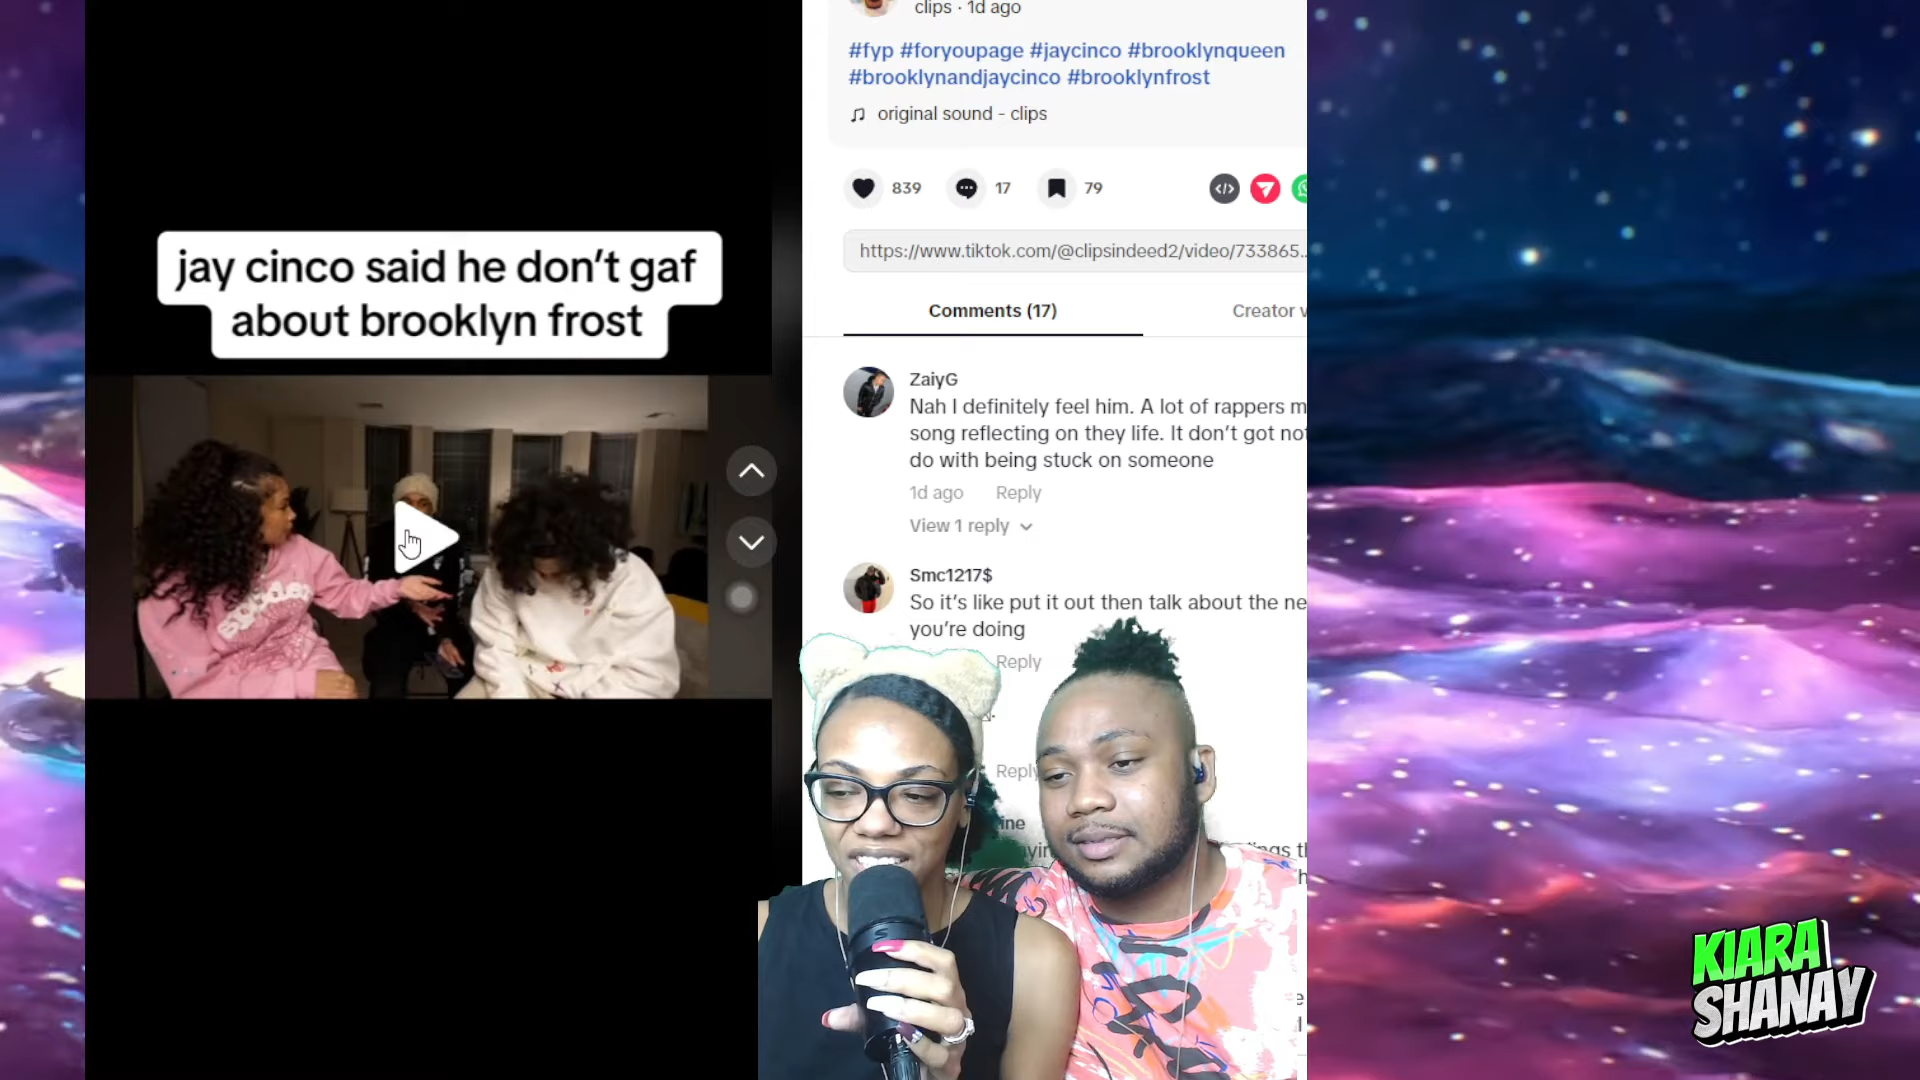 clips · 1d ago
#fyp #foryoupage #jaycinco #brooklynqueen
#brooklynandjaycinco #brooklynfrost
original sound - clips
839
17
79
https://www.tiktok.com/@clipsindeed2/video/733865...
jay cinco said he don't gaf
about brooklyn frost
Comments (17)
Creator
ZaiyG
Nah I definitely feel him. A lot of rappers
song reflecting on they life. It don't got
do with being stuck on someone
1d ago Reply
View 1 reply
Smc1217$
So it's like put it out then talk about the
you're doing
Reply
Reply
KIARA
SHANAY